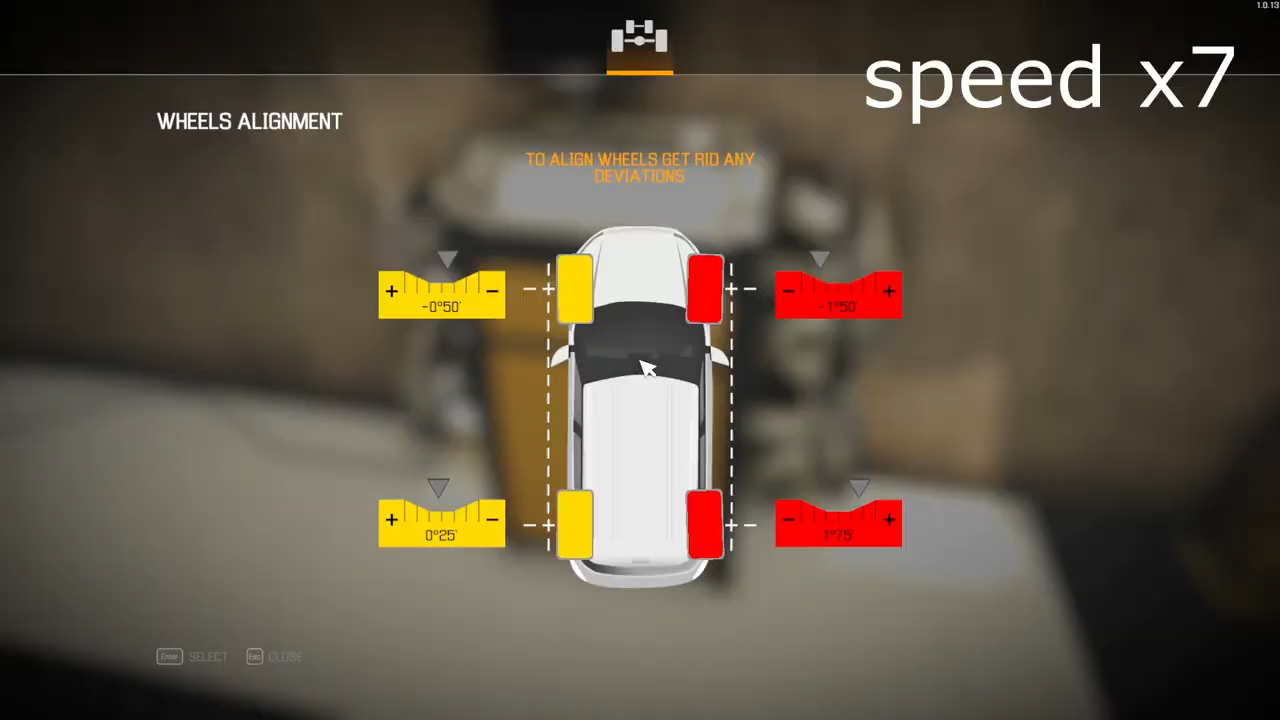 1.0.13
speed x7
WHEELS ALIGNMENT
TO ALIGN WHEELS GET RID ANY
DEVIATIONS
+ -
-0°50'
- +
-1°50'
+ -
0°25'
- +
1°75'
Enter SELECT Esc CLOSE